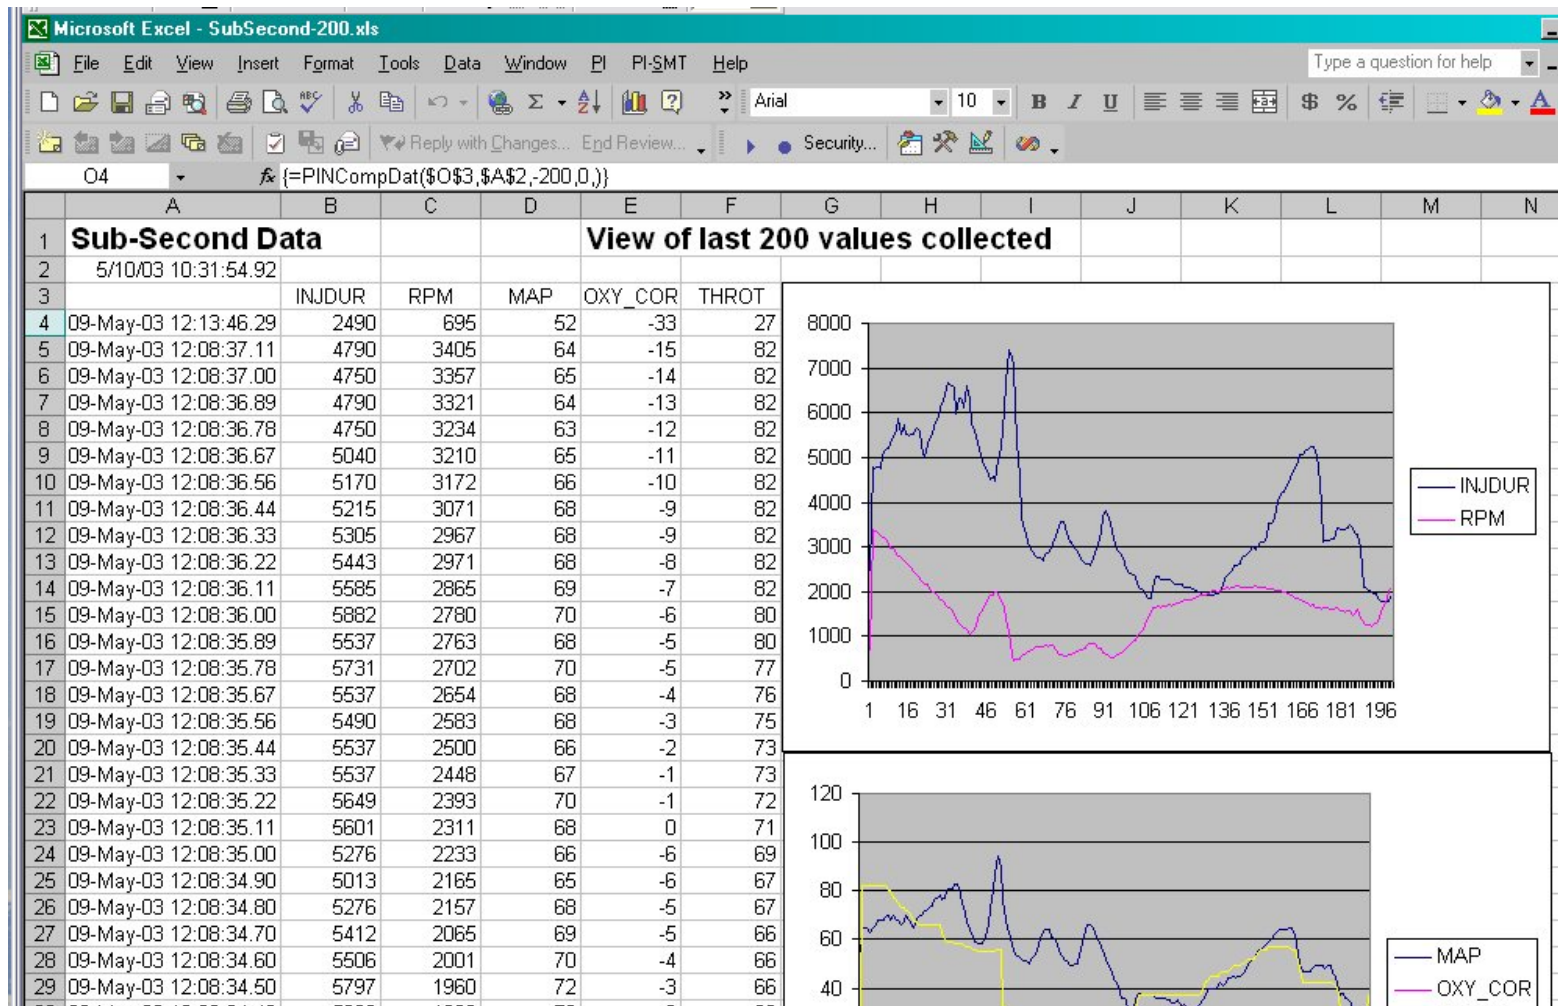 Microsoft Excel - SubSecond-200.xls
File Edit View Insert Format Tools Data Window PI PI-SMT Help Type a question for help
ABC Σ Arial 10 B I U $ % A
Reply with Changes... End Review... Security...
O4 fx {=PINCompDat($O$3,$A$2,-200,0,)}
A B C D E F G H I J K L M N
1 Sub-Second Data View of last 200 values collected
2 5/10/03 10:31:54.92
3 INJDUR RPM MAP OXY_COR THROT
4 09-May-03 12:13:46.29 2490 695 52 -33 27
5 09-May-03 12:08:37.11 4790 3405 64 -15 82
6 09-May-03 12:08:37.00 4750 3357 65 -14 82
7 09-May-03 12:08:36.89 4790 3321 64 -13 82
8 09-May-03 12:08:36.78 4750 3234 63 -12 82
9 09-May-03 12:08:36.67 5040 3210 65 -11 82
10 09-May-03 12:08:36.56 5170 3172 66 -10 82
11 09-May-03 12:08:36.44 5215 3071 68 -9 82
12 09-May-03 12:08:36.33 5305 2967 68 -9 82
13 09-May-03 12:08:36.22 5443 2971 68 -8 82
14 09-May-03 12:08:36.11 5585 2865 69 -7 82
15 09-May-03 12:08:36.00 5882 2780 70 -6 80
16 09-May-03 12:08:35.89 5537 2763 68 -5 80
17 09-May-03 12:08:35.78 5731 2702 70 -5 77
18 09-May-03 12:08:35.67 5537 2654 68 -4 76
19 09-May-03 12:08:35.56 5490 2583 68 -3 75
20 09-May-03 12:08:35.44 5537 2500 66 -2 73
21 09-May-03 12:08:35.33 5537 2448 67 -1 73
22 09-May-03 12:08:35.22 5649 2393 70 -1 72
23 09-May-03 12:08:35.11 5601 2311 68 0 71
24 09-May-03 12:08:35.00 5276 2233 66 -6 69
25 09-May-03 12:08:34.90 5013 2165 65 -6 67
26 09-May-03 12:08:34.80 5276 2157 68 -5 67
27 09-May-03 12:08:34.70 5412 2065 69 -5 66
28 09-May-03 12:08:34.60 5506 2001 70 -4 66
29 09-May-03 12:08:34.50 5797 1960 72 -3 66
8000
7000
6000
5000
4000
3000
2000
1000
0
1 16 31 46 61 76 91 106 121 136 151 166 181 196
INJDUR
RPM
120
100
80
60
40
MAP
OXY_COR